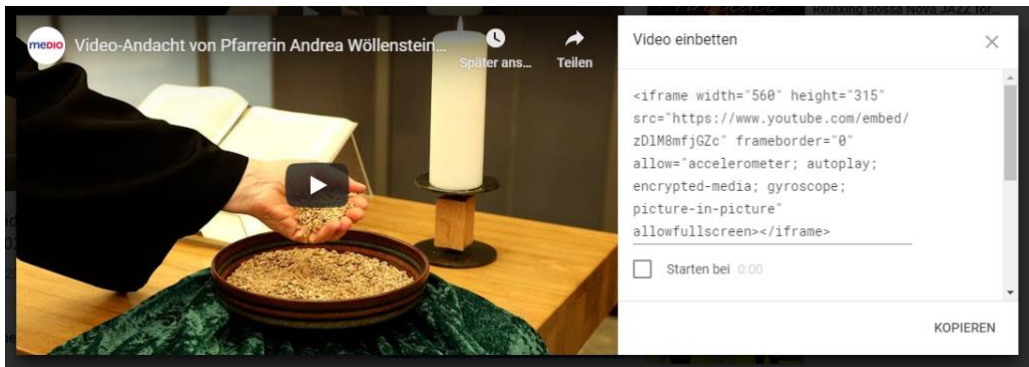 Relaxing Bossa Nova JAZZ for...
meDIO
Video-Andacht von Pfarrerin Andrea Wöllenstein...
Später ans...
Teilen
Video einbetten
<iframe width="560" height="315"
src="https://www.youtube.com/embed/
zDlM8mfjGZc" frameborder="0"
allow="accelerometer; autoplay;
encrypted-media; gyroscope;
picture-in-picture"
allowfullscreen></iframe>
Starten bei 0:00
KOPIEREN